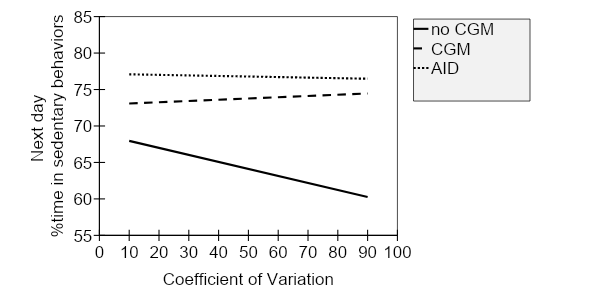 85
80
75
70
65
60
55
Next day
%time in sedentary behaviors
0 10 20 30 40 50 60 70 80 90 100
Coefficient of Variation
no CGM
CGM
AID